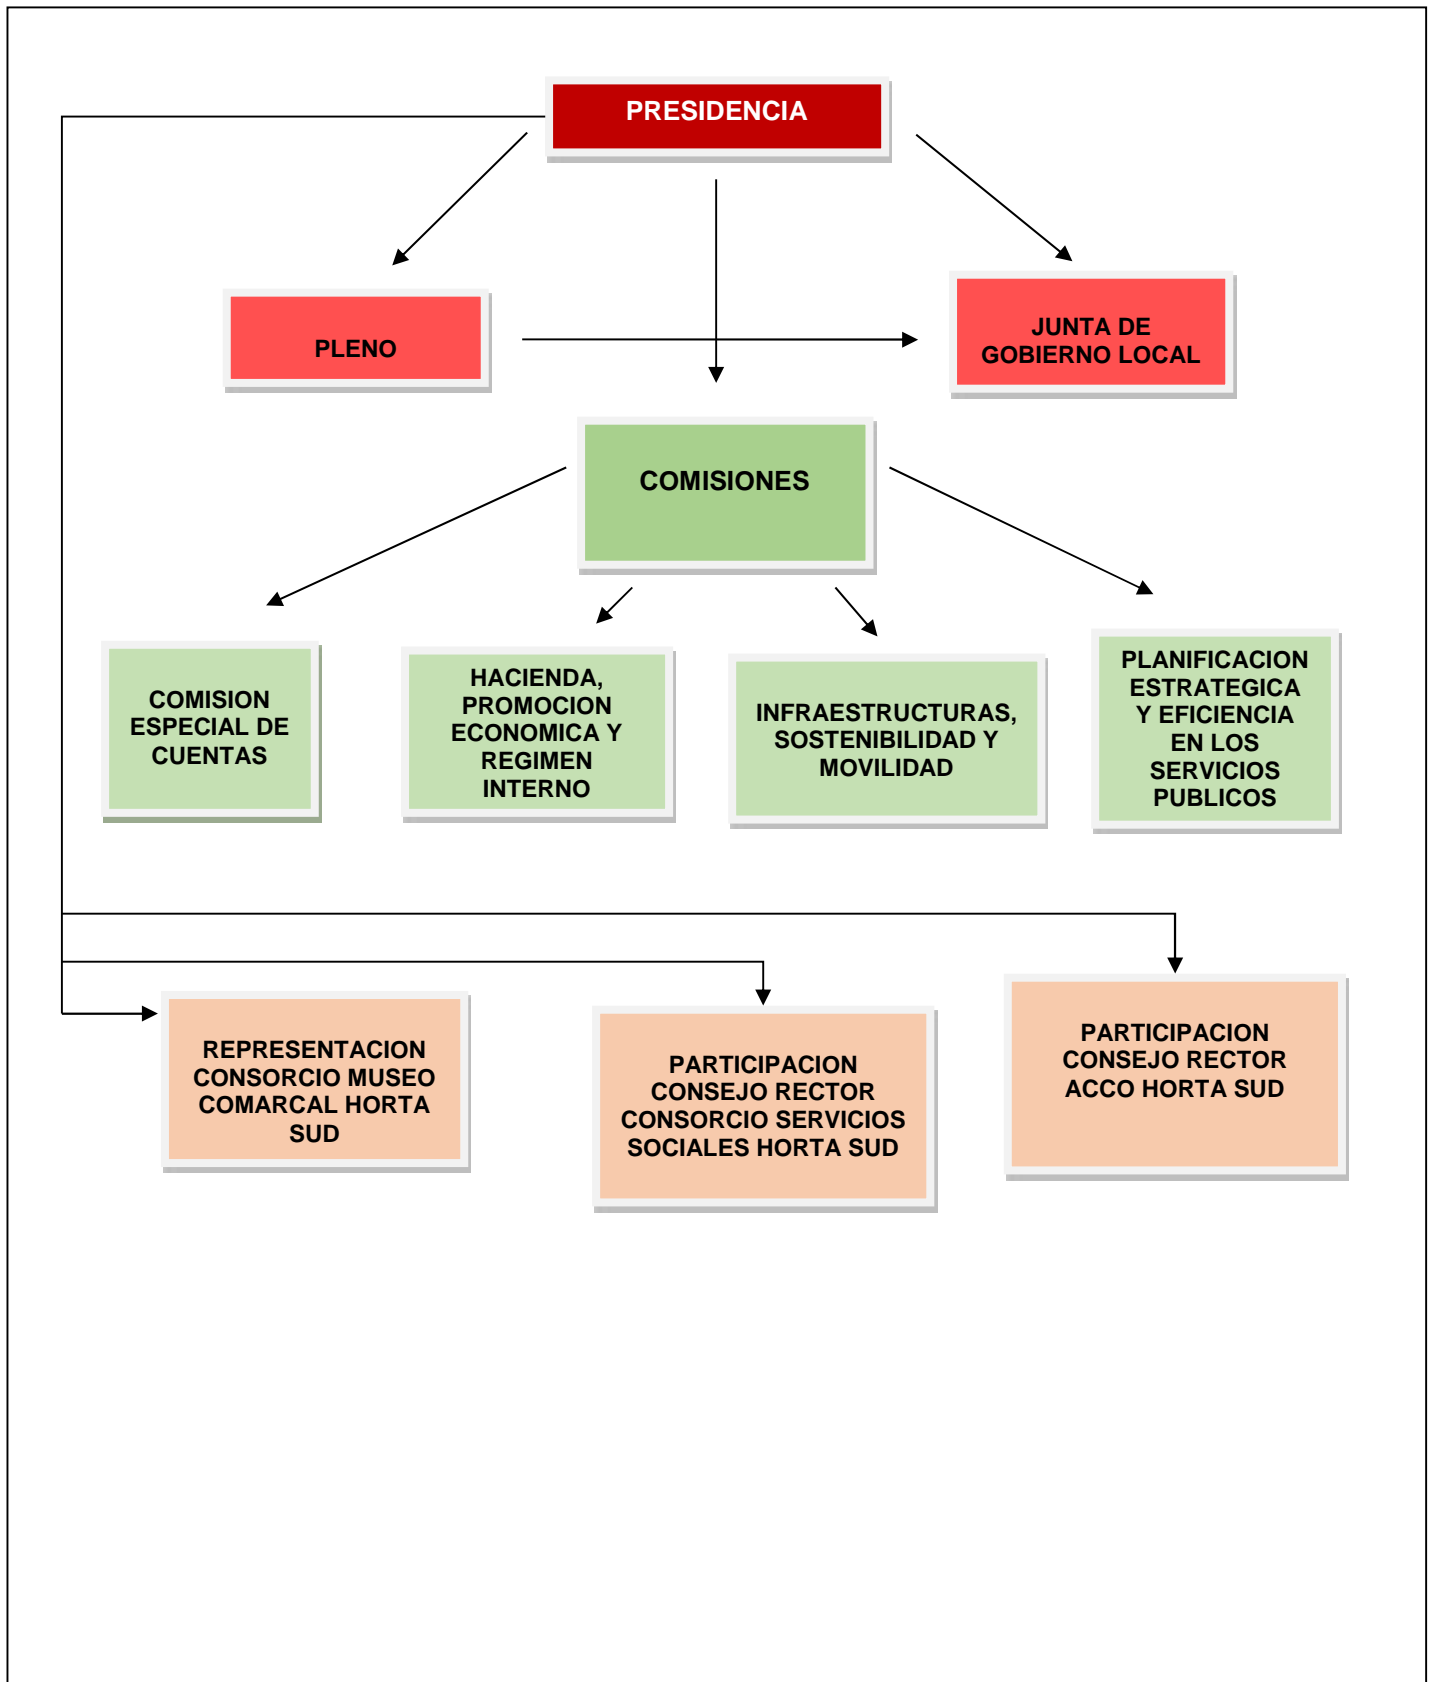 PRESIDENCIA
PLENO
JUNTA DE
GOBIERNO LOCAL
COMISIONES
COMISION
ESPECIAL DE
CUENTAS
HACIENDA,
PROMOCION
ECONOMICA Y
REGIMEN
INTERNO
INFRAESTRUCTURAS,
SOSTENIBILIDAD Y
MOVILIDAD
PLANIFICACION
ESTRATEGICA
Y EFICIENCIA
EN LOS
SERVICIOS
PUBLICOS
REPRESENTACION
CONSORCIO MUSEO
COMARCAL HORTA
SUD
PARTICIPACION
CONSEJO RECTOR
CONSORCIO SERVICIOS
SOCIALES HORTA SUD
PARTICIPACION
CONSEJO RECTOR
ACCO HORTA SUD